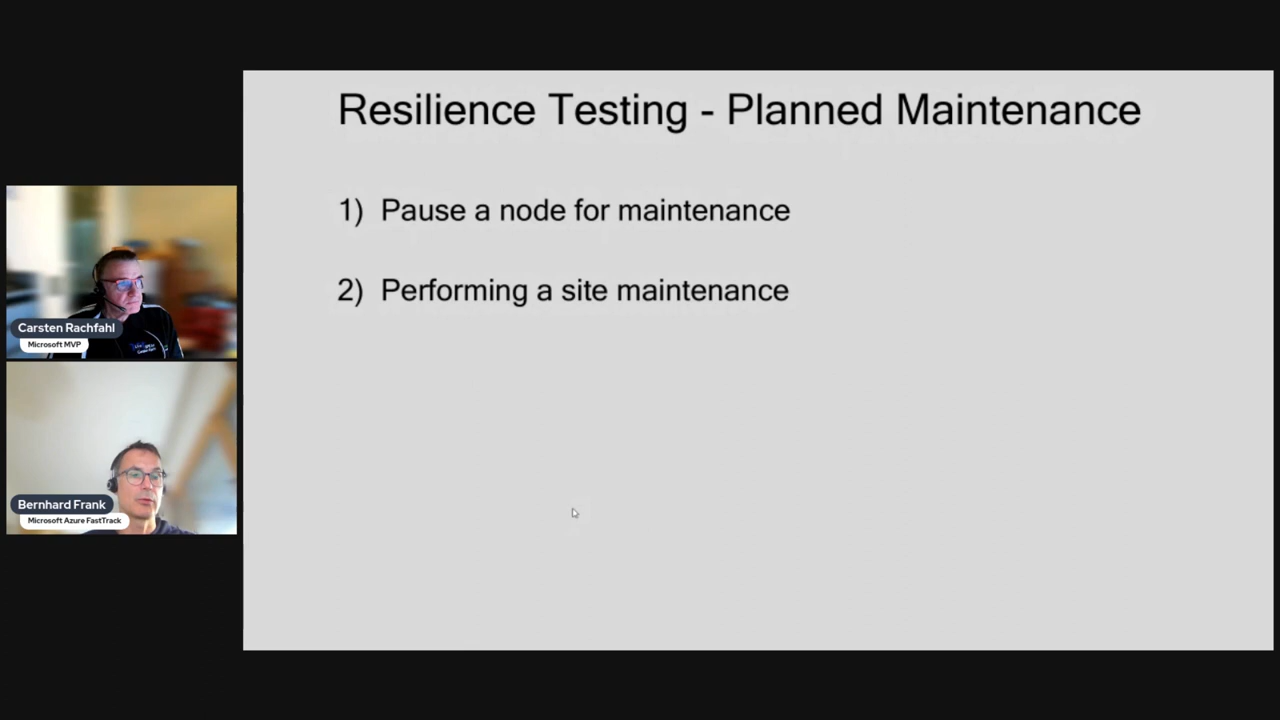 Resilience Testing - Planned Maintenance
1) Pause a node for maintenance
2) Performing a site maintenance
Carsten Rachfahl
Microsoft MVP
Bernhard Frank
Microsoft Azure FastTrack